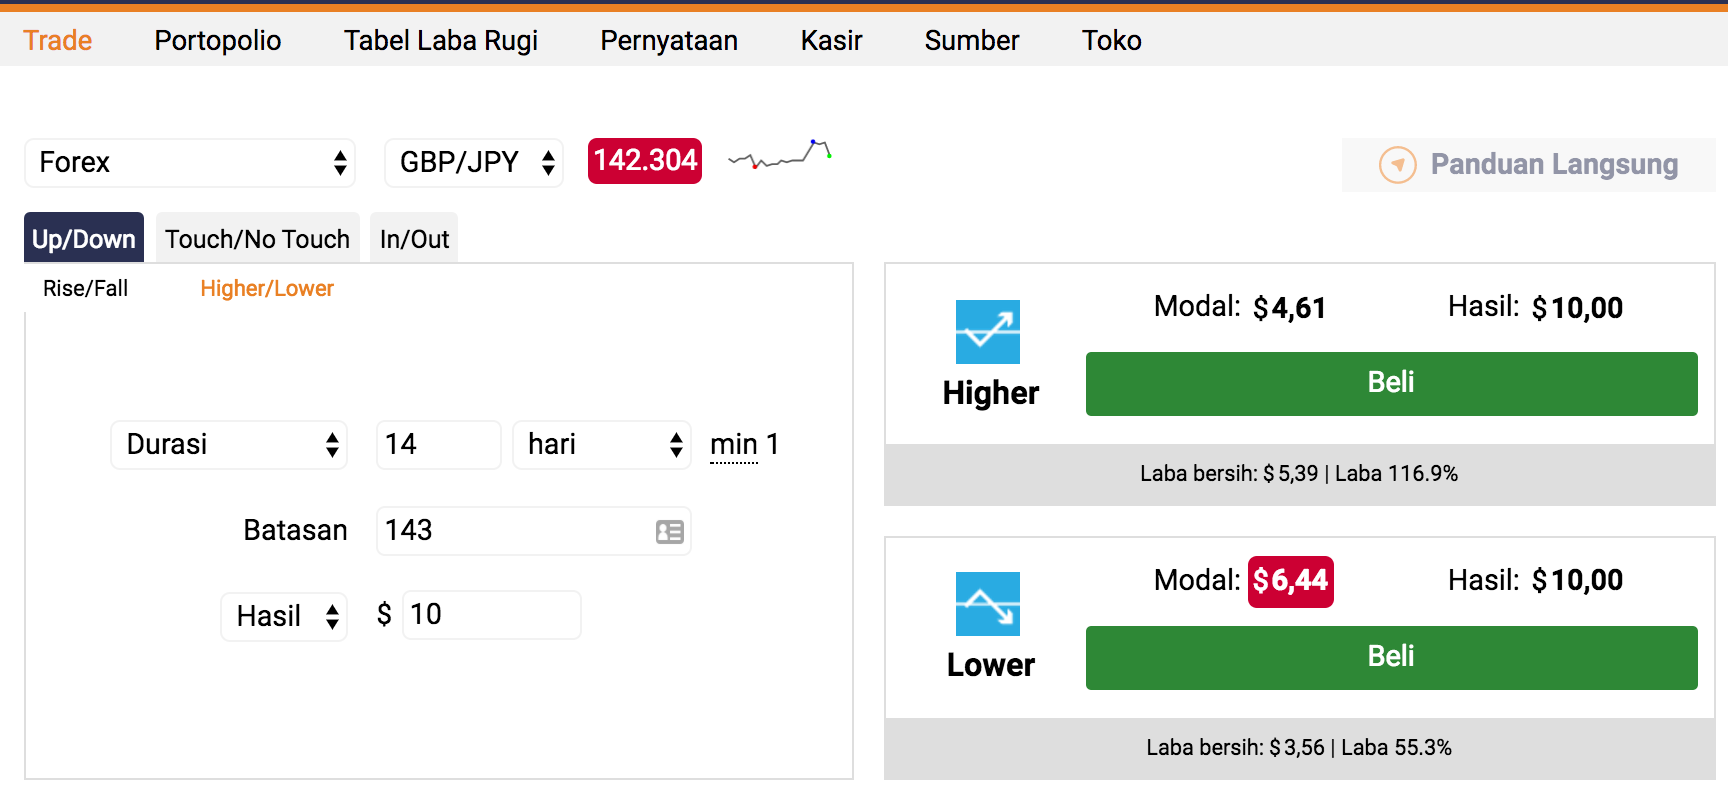 Trade Portopolio Tabel Laba Rugi Pernyataan Kasir Sumber Toko
Forex GBP/JPY 142.304 Panduan Langsung
Up/Down Touch/No Touch In/Out
Rise/Fall Higher/Lower
Durasi 14 hari min 1
Batasan 143
Hasil $ 10
Modal: $4,61 Hasil: $10,00
Higher
Beli
Laba bersih: $5,39 | Laba 116.9%
Modal: $6,44 Hasil: $10,00
Lower
Beli
Laba bersih: $3,56 | Laba 55.3%